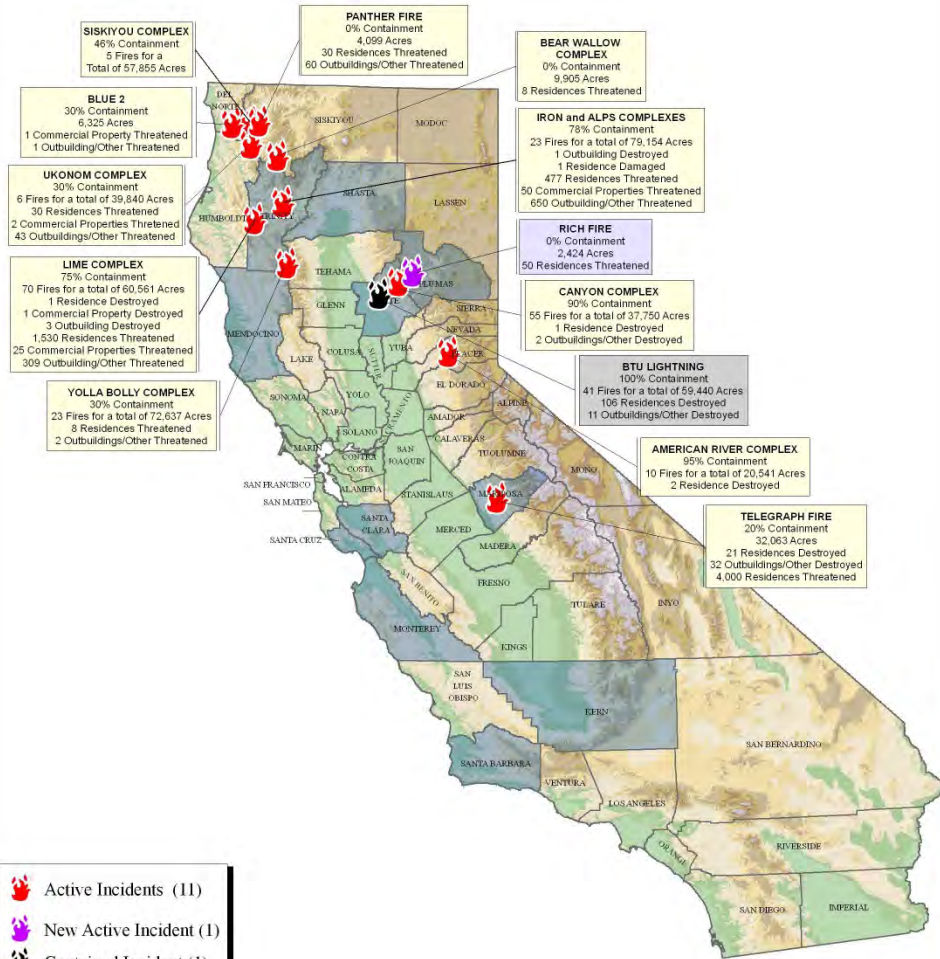 PANTHER FIRE
0% Containment
4,099 Acres
30 Residences Threatened
60 Outbuildings/Other Threatened
SISKIYOU COMPLEX
46% Containment
5 Fires for a
Total of 57,855 Acres
BEAR WALLOW
COMPLEX
0% Containment
9,905 Acres
8 Residences Threatened
BLUE 2
30% Containment
6,325 Acres
1 Commercial Property Threatened
1 Outbuilding/Other Threatened
IRON and ALPS COMPLEXES
78% Containment
23 Fires for a total of 79,154 Acres
1 Outbuilding Destroyed
1 Residence Damaged
477 Residences Threatened
50 Commercial Properties Threatened
650 Outbuilding/Other Threatened
UKONOM COMPLEX
30% Containment
6 Fires for a total of 39,840 Acres
30 Residences Threatened
2 Commercial Properties Threatened
43 Outbuildings/Other Threatened
RICH FIRE
0% Containment
2,424 Acres
50 Residences Threatened
LIME COMPLEX
75% Containment
70 Fires for a total of 60,561 Acres
1 Residence Destroyed
1 Commercial Property Destroyed
3 Outbuilding Destroyed
1,530 Residences Threatened
25 Commercial Properties Threatened
309 Outbuilding/Other Threatened
CANYON COMPLEX
90% Containment
55 Fires for a total of 37,750 Acres
1 Residence Destroyed
2 Outbuildings/Other Destroyed
BTU LIGHTNING
100% Containment
41 Fires for a total of 59,440 Acres
106 Residences Destroyed
11 Outbuildings/Other Destroyed
YOLLA BOLLY COMPLEX
30% Containment
23 Fires for a total of 72,637 Acres
8 Residences Threatened
2 Outbuildings/Other Threatened
AMERICAN RIVER COMPLEX
95% Containment
10 Fires for a total of 20,541 Acres
2 Residence Destroyed
TELEGRAPH FIRE
20% Containment
32,063 Acres
21 Residences Destroyed
32 Outbuildings/Other Destroyed
4,000 Residences Threatened
DEL
NORTE
SISKIYOU
MODOC
HUMBOLDT
TRINITY
SHASTA
LASSEN
TEHAMA
PLUMAS
GLENN
SIERRA
MENDOCINO
NEVADA
LAKE
COLUSA
SUTTER
YUBA
PLACER
EL DORADO
SONOMA
NAPA
YOLO
SACRAMENTO
ALPINE
AMADOR
SOLANO
CALAVERAS
MARIN
CONTRA
COSTA
SAN
JOAQUIN
TUOLUMNE
MONO
SAN FRANCISCO
ALAMEDA
STANISLAUS
MARIPOSA
SAN MATEO
SANTA
CLARA
MERCED
SANTA CRUZ
MADERA
SAN BENITO
FRESNO
INYO
MONTEREY
TULARE
KINGS
SAN
LUIS
OBISPO
KERN
SAN BERNARDINO
SANTA BARBARA
VENTURA
LOS ANGELES
ORANGE
RIVERSIDE
SAN DIEGO
IMPERIAL
Active Incidents (11)
New Active Incident (1)